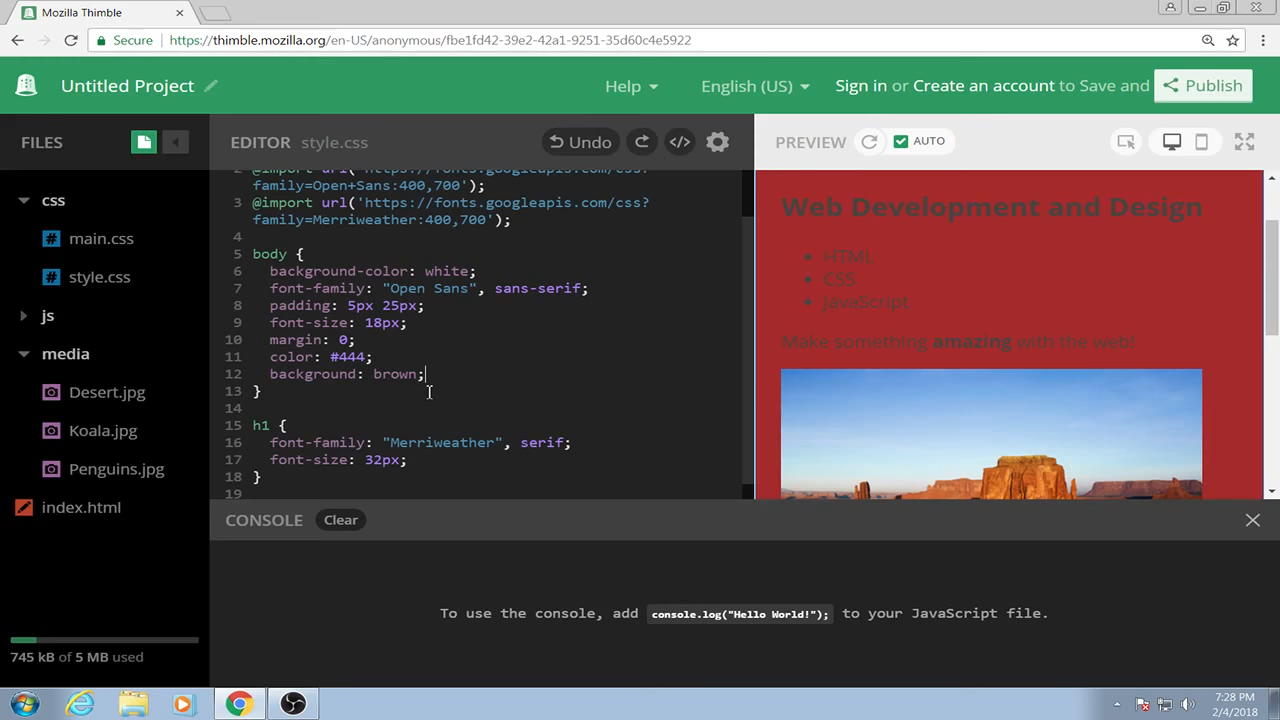 Mozilla Thimble
Secure
https://thimble.mozilla.org/en-US/anonymous/fbe1fd42-39e2-42a1-9251-35d60c4e5922
Untitled Project
Help
English (US)
Sign in or Create an account to Save and
Publish
FILES
EDITOR style.css
Undo
PREVIEW
AUTO
css
main.css
style.css
js
media
Desert.jpg
Koala.jpg
Penguins.jpg
index.html
745 kB of 5 MB used
2 @import url('https://fonts.googleapis.com/css?
family=Open+Sans:400,700');
3 @import url('https://fonts.googleapis.com/css?
family=Merriweather:400,700');
4
5 body {
6 background-color: white;
7 font-family: "Open Sans", sans-serif;
8 padding: 5px 25px;
9 font-size: 18px;
10 margin: 0;
11 color: #444;
12 background: brown;
13 }
14
15 h1 {
16 font-family: "Merriweather", serif;
17 font-size: 32px;
18 }
19
Web Development and Design
HTML
CSS
JavaScript
Make something amazing with the web!
CONSOLE
Clear
To use the console, add console.log("Hello World!"); to your JavaScript file.
7:28 PM
2/4/2018